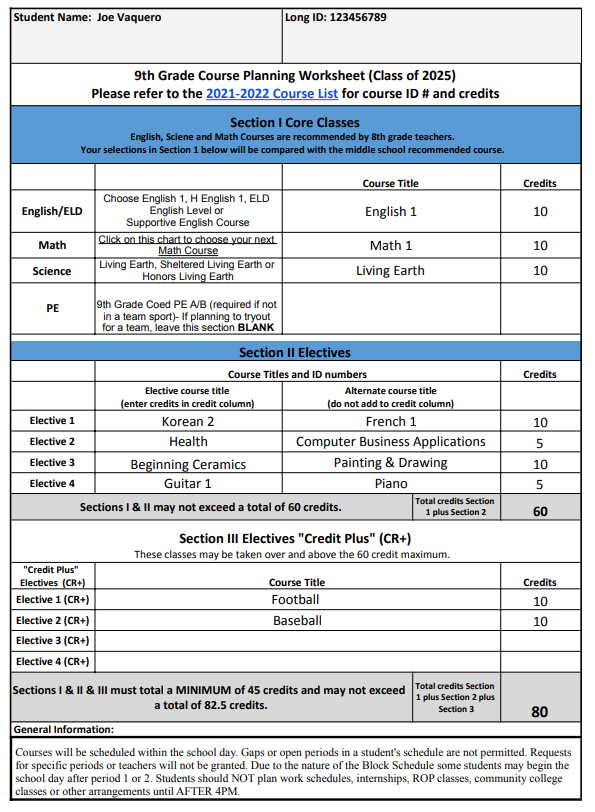 Student Name: Joe Vaquero
Long ID: 123456789
9th Grade Course Planning Worksheet (Class of 2025)
Please refer to the 2021-2022 Course List for course ID # and credits
Section I Core Classes
English, Sciene and Math Courses are recommended by 8th grade teachers.
Your selections in Section 1 below will be compared with the middle school recommended course.
Course Title Credits
English/ELD
Choose English 1, H English 1, ELD
English Level or
Supportive English Course
English 1 10
Math
Click on this chart to choose your next
Math Course
Math 1 10
Science
Living Earth, Sheltered Living Earth or
Honors Living Earth
Living Earth 10
PE
9th Grade Coed PE A/B (required if not
in a team sport)- If planning to tryout
for a team, leave this section BLANK
Section II Electives
Course Titles and ID numbers Credits
Elective course title
(enter credits in credit column)
Alternate course title
(do not add to credit column)
Elective 1 Korean 2 French 1 10
Elective 2 Health Computer Business Applications 5
Elective 3 Beginning Ceramics Painting & Drawing 10
Elective 4 Guitar 1 Piano 5
Sections I & II may not exceed a total of 60 credits.
Total credits Section
1 plus Section 2
60
Section III Electives "Credit Plus" (CR+)
These classes may be taken over and above the 60 credit maximum.
"Credit Plus"
Electives (CR+)
Course Title Credits
Elective 1 (CR+) Football 10
Elective 2 (CR+) Baseball 10
Elective 3 (CR+)
Elective 4 (CR+)
Sections I & II & III must total a MINIMUM of 45 credits and may not exceed
a total of 82.5 credits.
Total credits Section
1 plus Section 2 plus
Section 3
80
General Information:
Courses will be scheduled within the school day. Gaps or open periods in a student's schedule are not permitted. Requests
for specific periods or teachers will not be granted. Due to the nature of the Block Schedule some students may begin the
school day after period 1 or 2. Students should NOT plan work schedules, internships, ROP classes, community college
classes or other arrangements until AFTER 4PM.